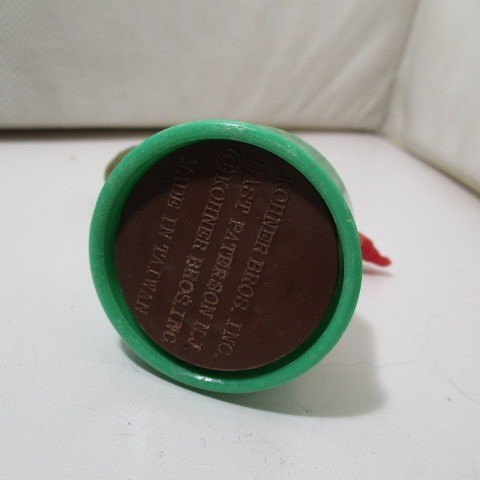 KOHNER BROS. INC.
EAST PATERSON N.J.
© KOHNER BROS. INC.
MADE IN TAIWAN